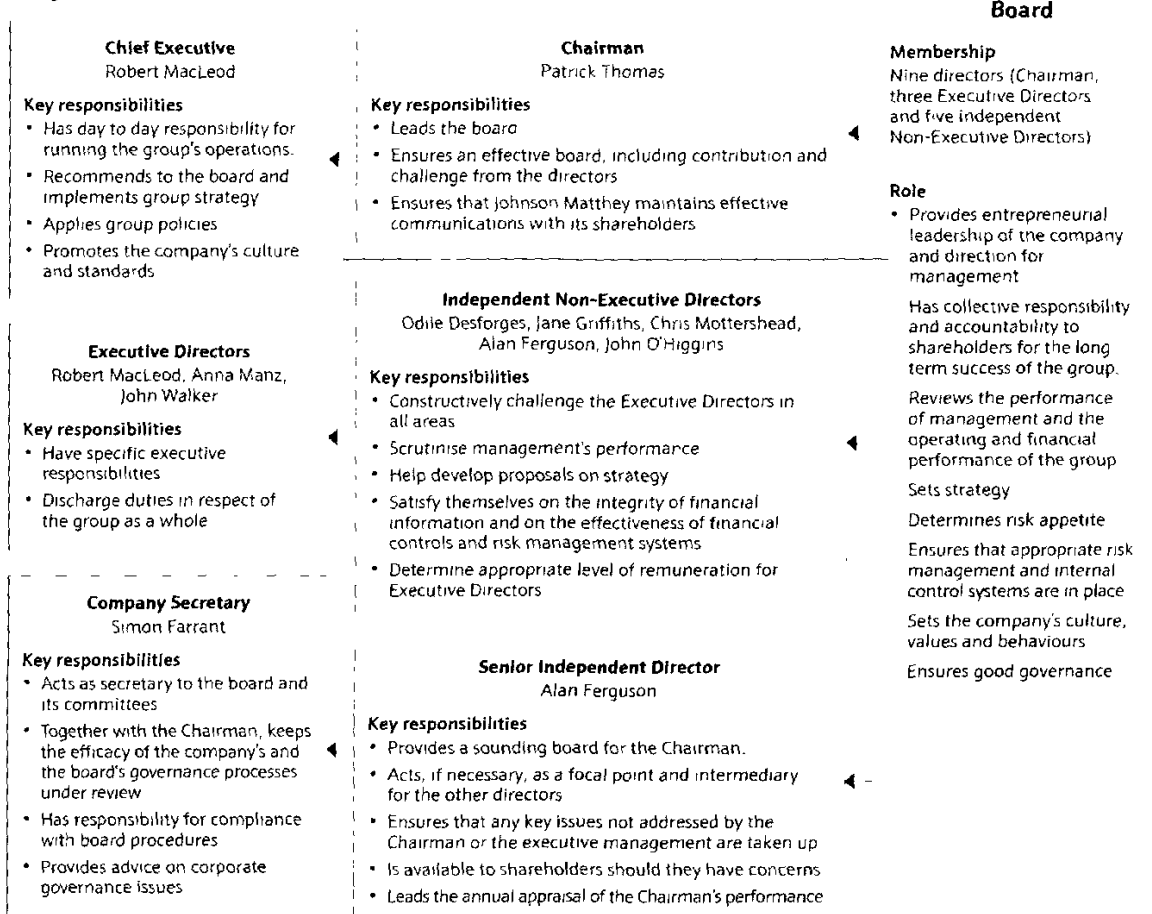 Board
Chief Executive
Robert MacLeod
Key responsibilities
• Has day to day responsibility for
running the group's operations.
• Recommends to the board and
implements group strategy
• Applies group policies
• Promotes the company's culture
and standards
Executive Directors
Robert MacLeod, Anna Manz,
John Walker
Key responsibilities
• Have specific executive
responsibilities
• Discharge duties in respect of
the group as a whole
Company Secretary
Simon Farrant
Key responsibilities
• Acts as secretary to the board and
its committees
• Together with the Chairman, keeps
the efficacy of the company's and
the board's governance processes
under review
• Has responsibility for compliance
with board procedures
• Provides advice on corporate
governance issues
Chairman
Patrick Thomas
Key responsibilities
• Leads the board
• Ensures an effective board, including contribution and
challenge from the directors
• Ensures that Johnson Matthey maintains effective
communications with its shareholders
Independent Non-Executive Directors
Odile Desforges, Jane Griffiths, Chris Mottershead,
Alan Ferguson, John O'Higgins
Key responsibilities
• Constructively challenge the Executive Directors in
all areas
• Scrutinise management's performance
• Help develop proposals on strategy
• Satisfy themselves on the integrity of financial
information and on the effectiveness of financial
controls and risk management systems
• Determine appropriate level of remuneration for
Executive Directors
Senior Independent Director
Alan Ferguson
Key responsibilities
• Provides a sounding board for the Chairman.
• Acts, if necessary, as a focal point and intermediary
for the other directors
• Ensures that any key issues not addressed by the
Chairman or the executive management are taken up
• Is available to shareholders should they have concerns
• Leads the annual appraisal of the Chairman's performance
Membership
Nine directors (Chairman,
three Executive Directors
and five independent
Non-Executive Directors)
Role
• Provides entrepreneurial
leadership of the company
and direction for
management
Has collective responsibility
and accountability to
shareholders for the long
term success of the group.
Reviews the performance
of management and the
operating and financial
performance of the group
Sets strategy
Determines risk appetite
Ensures that appropriate risk
management and internal
control systems are in place
Sets the company's culture,
values and behaviours
Ensures good governance